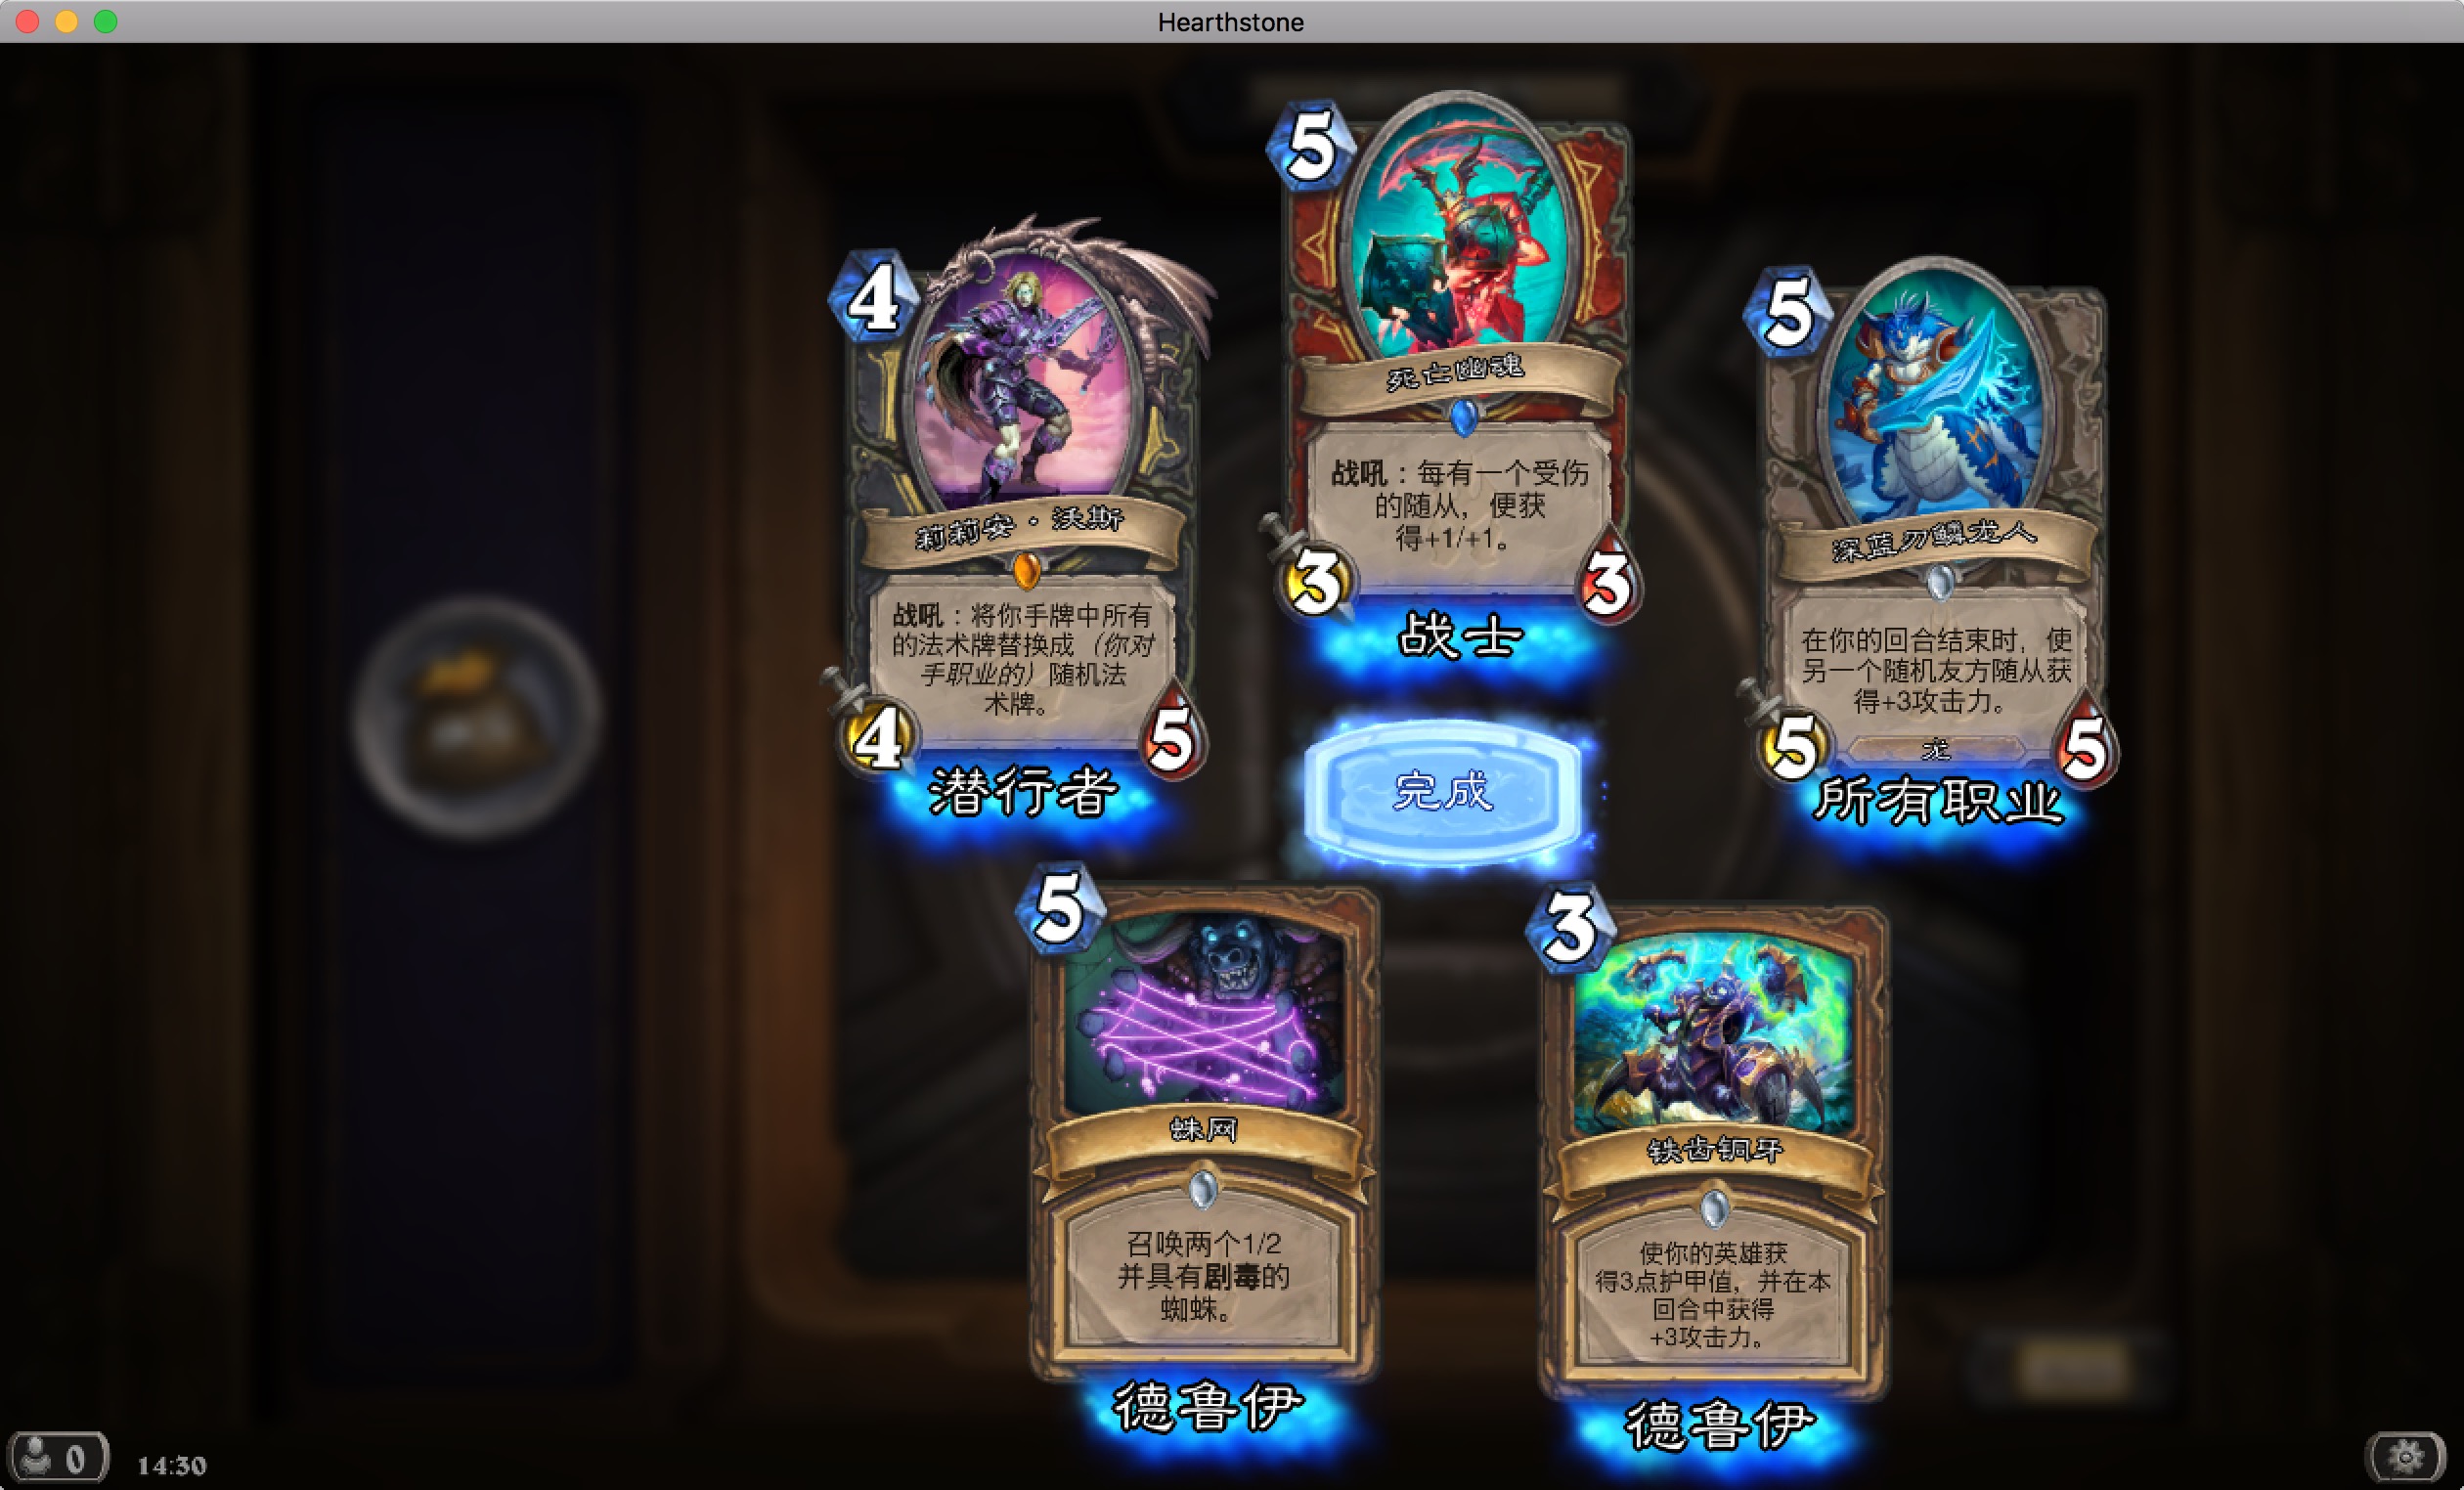 Hearthstone
4
莉莉安·沃斯
战吼：将你手牌中所有
的法术牌替换成（你对
手职业的）随机法
术牌。
4
5
潜行者
5
死亡幽魂
战吼：每有一个受伤
的随从，便获
得+1/+1。
3
3
战士
5
深蓝刃鳞龙人
在你的回合结束时，使
另一个随机友方随从获
得+3攻击力。
5
龙
5
所有职业
完成
5
蛛网
召唤两个1/2
并具有剧毒的
蜘蛛。
德鲁伊
3
铁齿铜牙
使你的英雄获
得3点护甲值，并在本
回合中获得
+3攻击力。
德鲁伊
0
14:30